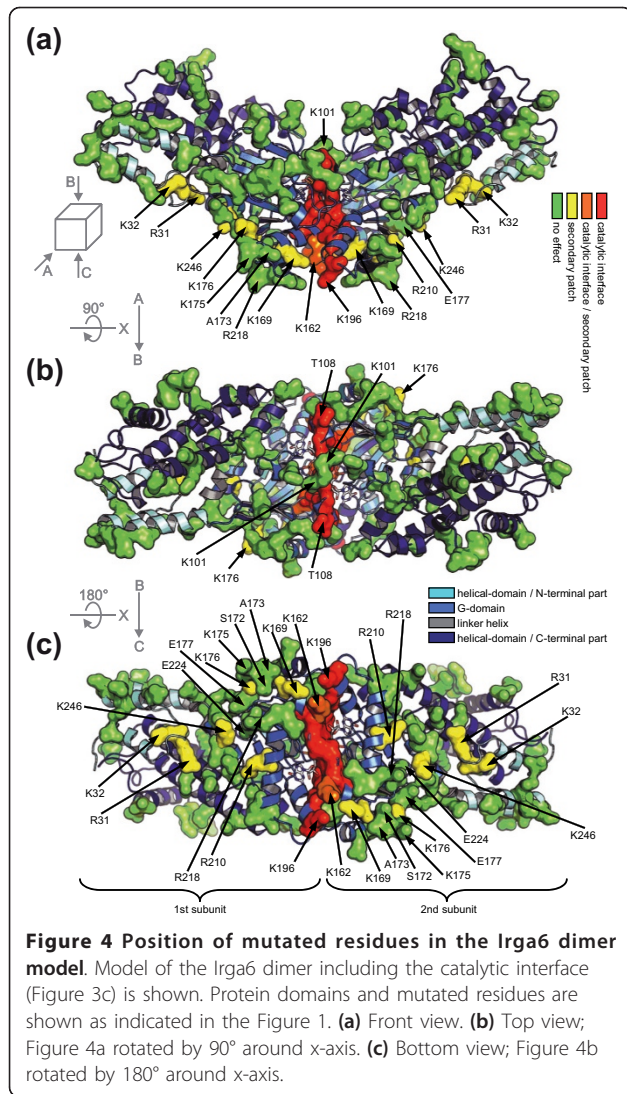 (a)
K101
B
A
C
K32
R31
K246
K176
K175
A173
R218
K169
K162
K196
K169
R218
R210
E177
K246
R31
K32
no effect
secondary patch
catalytic interface / secondary patch
catalytic interface
90°
X
A
B
(b)
T108
K101
K176
K101
K176
T108
180°
X
B
C
helical-domain / N-terminal part
G-domain
linker helix
helical-domain / C-terminal part
(c)
A173
S172
K175
K176
E177
E224
K246
K162
K196
R210
R218
R31
K32
K32
R31
R210
R218
K196
K162
K169
K169
A173
S172
K175
K176
E177
E224
K246
1st subunit
2nd subunit
Figure 4 Position of mutated residues in the Irga6 dimer
model. Model of the Irga6 dimer including the catalytic interface
(Figure 3c) is shown. Protein domains and mutated residues are
shown as indicated in the Figure 1. (a) Front view. (b) Top view;
Figure 4a rotated by 90° around x-axis. (c) Bottom view; Figure 4b
rotated by 180° around x-axis.